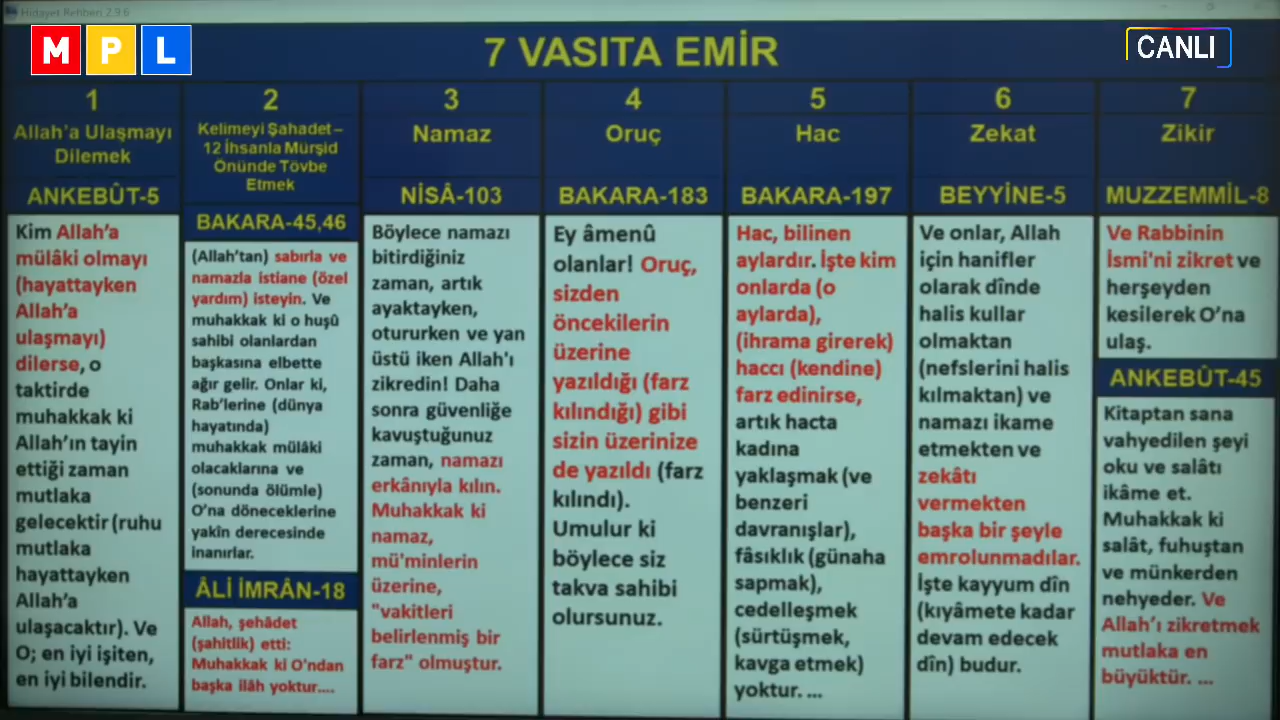 Hidayet Rehberi 2.9.6
M P L
CANLI
7 VASITA EMİR
1
Allah'a Ulaşmayı
Dilemek
ANKEBÛT-5
Kim Allah'a
mülâki olmayı
(hayattayken
Allah'a
ulaşmayı)
dilerse, o
taktirde
muhakkak ki
Allah'ın tayin
ettiği zaman
mutlaka
gelecektir (ruhu
mutlaka
hayattayken
Allah'a
ulaşacaktır). Ve
O; en iyi işiten,
en iyi bilendir.
2
Kelimeyi Şahadet –
12 İhsanla Mürşid
Önünde Tövbe
Etmek
BAKARA-45,46
(Allah'tan) sabırla ve
namazla istiane (özel
yardım) isteyin. Ve
muhakkak ki o huşû
sahibi olanlardan
başkasına elbette
ağır gelir. Onlar ki,
Rab'lerine (dünya
hayatında)
muhakkak mülâki
olacaklarına ve
(sonunda ölümle)
O'na döneceklerine
yakîn derecesinde
inanırlar.
ÂLİ İMRÂN-18
Allah, şehâdet
(şahitlik) etti:
Muhakkak ki O'ndan
başka ilâh yoktur....
3
Namaz
NİSÂ-103
Böylece namazı
bitirdiğiniz
zaman, artık
ayaktayken,
otururken ve yan
üstü iken Allah'ı
zikredin! Daha
sonra güvenliğe
kavuştuğunuz
zaman, namazı
erkânıyla kılın.
Muhakkak ki
namaz,
mü'minlerin
üzerine,
"vakitleri
belirlenmiş bir
farz" olmuştur.
4
Oruç
BAKARA-183
Ey âmenû
olanlar! Oruç,
sizden
öncekilerin
üzerine
yazıldığı (farz
kılındığı) gibi
sizin üzerinize
de yazıldı (farz
kılındı).
Umulur ki
böylece siz
takva sahibi
olursunuz.
5
Hac
BAKARA-197
Hac, bilinen
aylardır. İşte kim
onlarda (o
aylarda),
(ihrama girerek)
haccı (kendine)
farz edinirse,
artık hacta
kadına
yaklaşmak (ve
benzeri
davranışlar),
fâsıklık (günaha
sapmak),
cedelleşmek
(sürtüşmek,
kavga etmek)
yoktur. ...
6
Zekat
BEYYİNE-5
Ve onlar, Allah
için hanifler
olarak dînde
halis kullar
olmaktan
(nefslerini halis
kılmaktan) ve
namazı ikame
etmekten ve
zekâtı
vermekten
başka bir şeyle
emrolunmadılar.
İşte kayyum dîn
(kıyâmete kadar
devam edecek
dîn) budur.
7
Zikir
MUZZEMMİL-8
Ve Rabbinin
İsmi'ni zikret ve
herşeyden
kesilerek O'na
ulaş.
ANKEBÛT-45
Kitaptan sana
vahyedilen şeyi
oku ve salâtı
ikâme et.
Muhakkak ki
salât, fuhuştan
ve münkerden
nehyeder. Ve
Allah'ı zikretmek
mutlaka en
büyüktür. ...